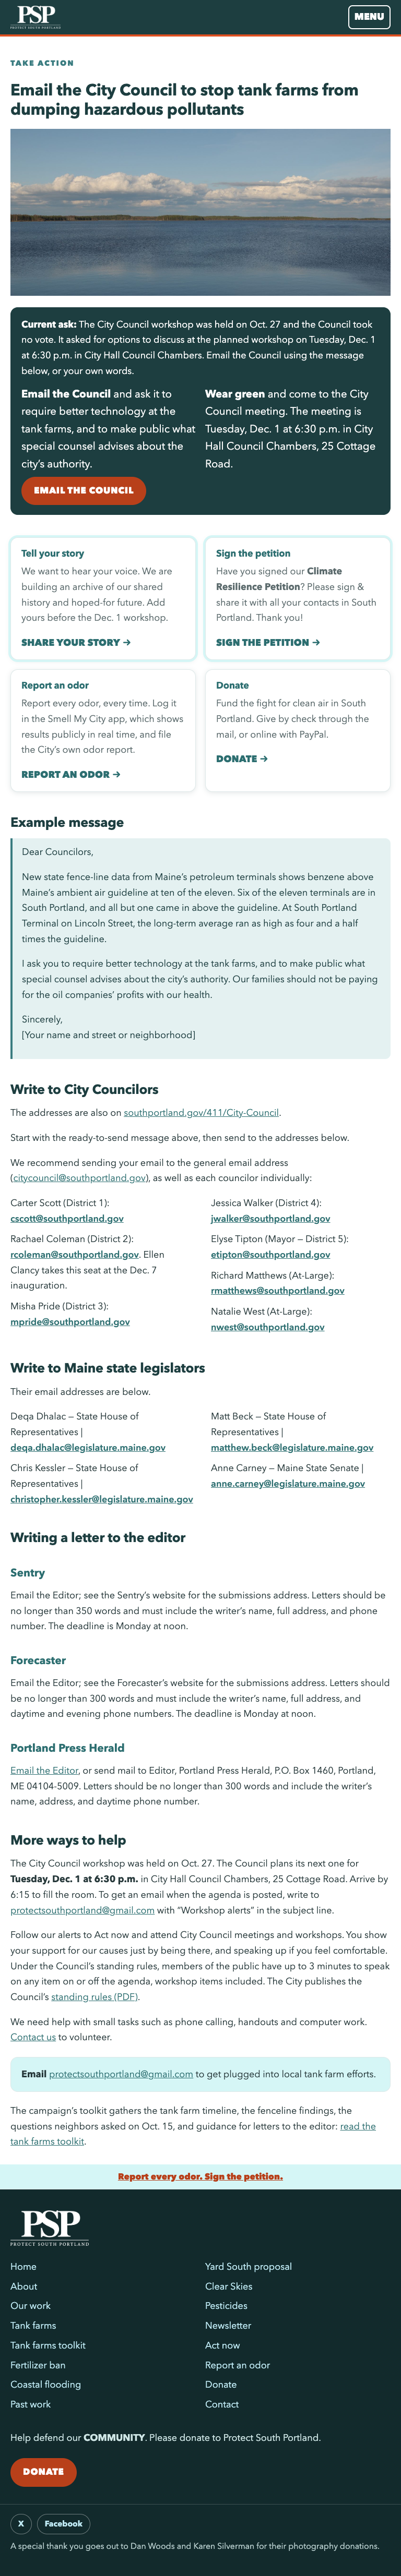 PSP
PROTECT SOUTH PORTLAND
MENU
TAKE ACTION
Email the City Council to stop tank farms from
dumping hazardous pollutants
Current ask: The City Council workshop was held on Oct. 27 and the Council took
no vote. It asked for options to discuss at the planned workshop on Tuesday, Dec. 1
at 6:30 p.m. in City Hall Council Chambers. Email the Council using the message
below, or your own words.
Email the Council and ask it to
require better technology at the
tank farms, and to make public what
special counsel advises about the
city's authority.
EMAIL THE COUNCIL
Wear green and come to the City
Council meeting. The meeting is
Tuesday, Dec. 1 at 6:30 p.m. in City
Hall Council Chambers, 25 Cottage
Road.
Tell your story
We want to hear your voice. We are
building an archive of our shared
history and hoped-for future. Add
yours before the Dec. 1 workshop.
SHARE YOUR STORY →
Sign the petition
Have you signed our Climate
Resilience Petition? Please sign &
share it with all your contacts in South
Portland. Thank you!
SIGN THE PETITION →
Report an odor
Report every odor, every time. Log it
in the Smell My City app, which shows
results publicly in real time, and file
the City's own odor report.
REPORT AN ODOR →
Donate
Fund the fight for clean air in South
Portland. Give by check through the
mail, or online with PayPal.
DONATE →
Example message
Dear Councilors,
New state fence-line data from Maine's petroleum terminals shows benzene above
Maine's ambient air guideline at ten of the eleven. Six of the eleven terminals are in
South Portland, and all but one came in above the guideline. At South Portland
Terminal on Lincoln Street, the long-term average ran as high as four and a half
times the guideline.
I ask you to require better technology at the tank farms, and to make public what
special counsel advises about the city's authority. Our families should not be paying
for the oil companies' profits with our health.
Sincerely,
[Your name and street or neighborhood]
Write to City Councilors
The addresses are also on southportland.gov/411/City-Council.
Start with the ready-to-send message above, then send to the addresses below.
We recommend sending your email to the general email address
(citycouncil@southportland.gov), as well as each councilor individually:
Carter Scott (District 1):
cscott@southportland.gov
Rachael Coleman (District 2):
rcoleman@southportland.gov. Ellen
Clancy takes this seat at the Dec. 7
inauguration.
Misha Pride (District 3):
mpride@southportland.gov
Jessica Walker (District 4):
jwalker@southportland.gov
Elyse Tipton (Mayor – District 5):
etipton@southportland.gov
Richard Matthews (At-Large):
rmatthews@southportland.gov
Natalie West (At-Large):
nwest@southportland.gov
Write to Maine state legislators
Their email addresses are below.
Deqa Dhalac – State House of
Representatives |
deqa.dhalac@legislature.maine.gov
Chris Kessler – State House of
Representatives |
christopher.kessler@legislature.maine.gov
Matt Beck – State House of
Representatives |
matthew.beck@legislature.maine.gov
Anne Carney – Maine State Senate |
anne.carney@legislature.maine.gov
Writing a letter to the editor
Sentry
Email the Editor; see the Sentry's website for the submissions address. Letters should be
no longer than 350 words and must include the writer's name, full address, and phone
number. The deadline is Monday at noon.
Forecaster
Email the Editor; see the Forecaster's website for the submissions address. Letters should
be no longer than 300 words and must include the writer's name, full address, and
daytime and evening phone numbers. The deadline is Monday at noon.
Portland Press Herald
Email the Editor, or send mail to Editor, Portland Press Herald, P.O. Box 1460, Portland,
ME 04104-5009. Letters should be no longer than 300 words and include the writer's
name, address, and daytime phone number.
More ways to help
The City Council workshop was held on Oct. 27. The Council plans its next one for
Tuesday, Dec. 1 at 6:30 p.m. in City Hall Council Chambers, 25 Cottage Road. Arrive by
6:15 to fill the room. To get an email when the agenda is posted, write to
protectsouthportland@gmail.com with "Workshop alerts" in the subject line.
Follow our alerts to Act now and attend City Council meetings and workshops. You show
your support for our causes just by being there, and speaking up if you feel comfortable.
Under the Council's standing rules, members of the public have up to 3 minutes to speak
on any item on or off the agenda, workshop items included. The City publishes the
Council's standing rules (PDF).
We need help with small tasks such as phone calling, handouts and computer work.
Contact us to volunteer.
Email protectsouthportland@gmail.com to get plugged into local tank farm efforts.
The campaign's toolkit gathers the tank farm timeline, the fenceline findings, the
questions neighbors asked on Oct. 15, and guidance for letters to the editor: read the
tank farms toolkit.
Report every odor. Sign the petition.
PSP
PROTECT SOUTH PORTLAND
Home
About
Our work
Tank farms
Tank farms toolkit
Fertilizer ban
Coastal flooding
Past work
Yard South proposal
Clear Skies
Pesticides
Newsletter
Act now
Report an odor
Donate
Contact
Help defend our COMMUNITY. Please donate to Protect South Portland.
DONATE
X
Facebook
A special thank you goes out to Dan Woods and Karen Silverman for their photography donations.